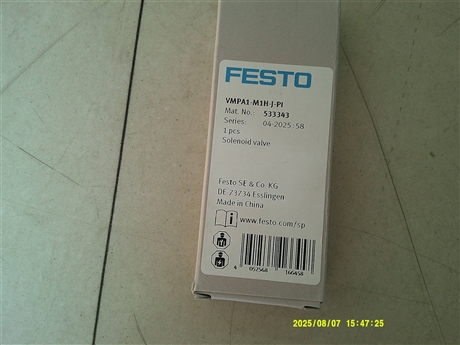 FESTO
VMPA1-M1H-J-PI
Mat. No.: 533343
Series: 04-2025:58
1 pcs
Solenoid valve
Festo SE & Co. KG
DE-73734 Esslingen
Made in China
www.festo.com/sp
4 052568 166458
2025/08/07 15:47:25